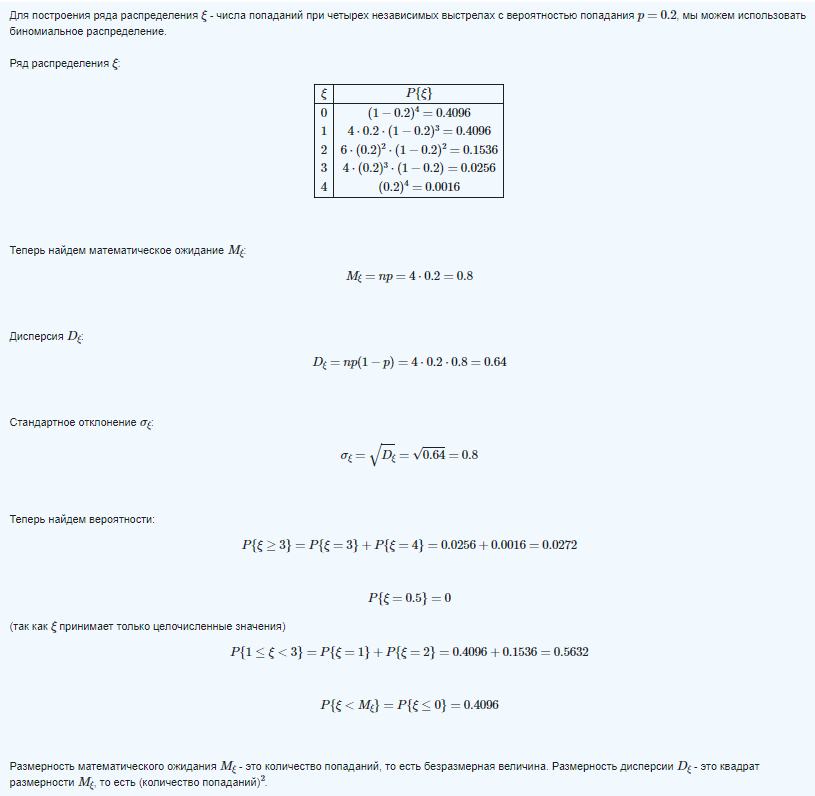 Для построения ряда распределения ξ - числа попаданий при четырех независимых выстрелах с вероятностью попадания p = 0.2, мы можем использовать
биномиальное распределение.
Ряд распределения ξ:
ξ P{ξ}
0 (1 − 0.2)⁴ = 0.4096
1 4 · 0.2 · (1 − 0.2)³ = 0.4096
2 6 · (0.2)² · (1 − 0.2)² = 0.1536
3 4 · (0.2)³ · (1 − 0.2) = 0.0256
4 (0.2)⁴ = 0.0016
Теперь найдем математическое ожидание M_ξ:
M_ξ = np = 4 · 0.2 = 0.8
Дисперсия D_ξ:
D_ξ = np(1 − p) = 4 · 0.2 · 0.8 = 0.64
Стандартное отклонение σ_ξ:
σ_ξ = √D_ξ = √0.64 = 0.8
Теперь найдем вероятности:
P{ξ ≥ 3} = P{ξ = 3} + P{ξ = 4} = 0.0256 + 0.0016 = 0.0272
P{ξ = 0.5} = 0
(так как ξ принимает только целочисленные значения)
P{1 ≤ ξ < 3} = P{ξ = 1} + P{ξ = 2} = 0.4096 + 0.1536 = 0.5632
P{ξ < M_ξ} = P{ξ ≤ 0} = 0.4096
Размерность математического ожидания M_ξ - это количество попаданий, то есть безразмерная величина. Размерность дисперсии D_ξ - это квадрат
размерности M_ξ, то есть (количество попаданий)².